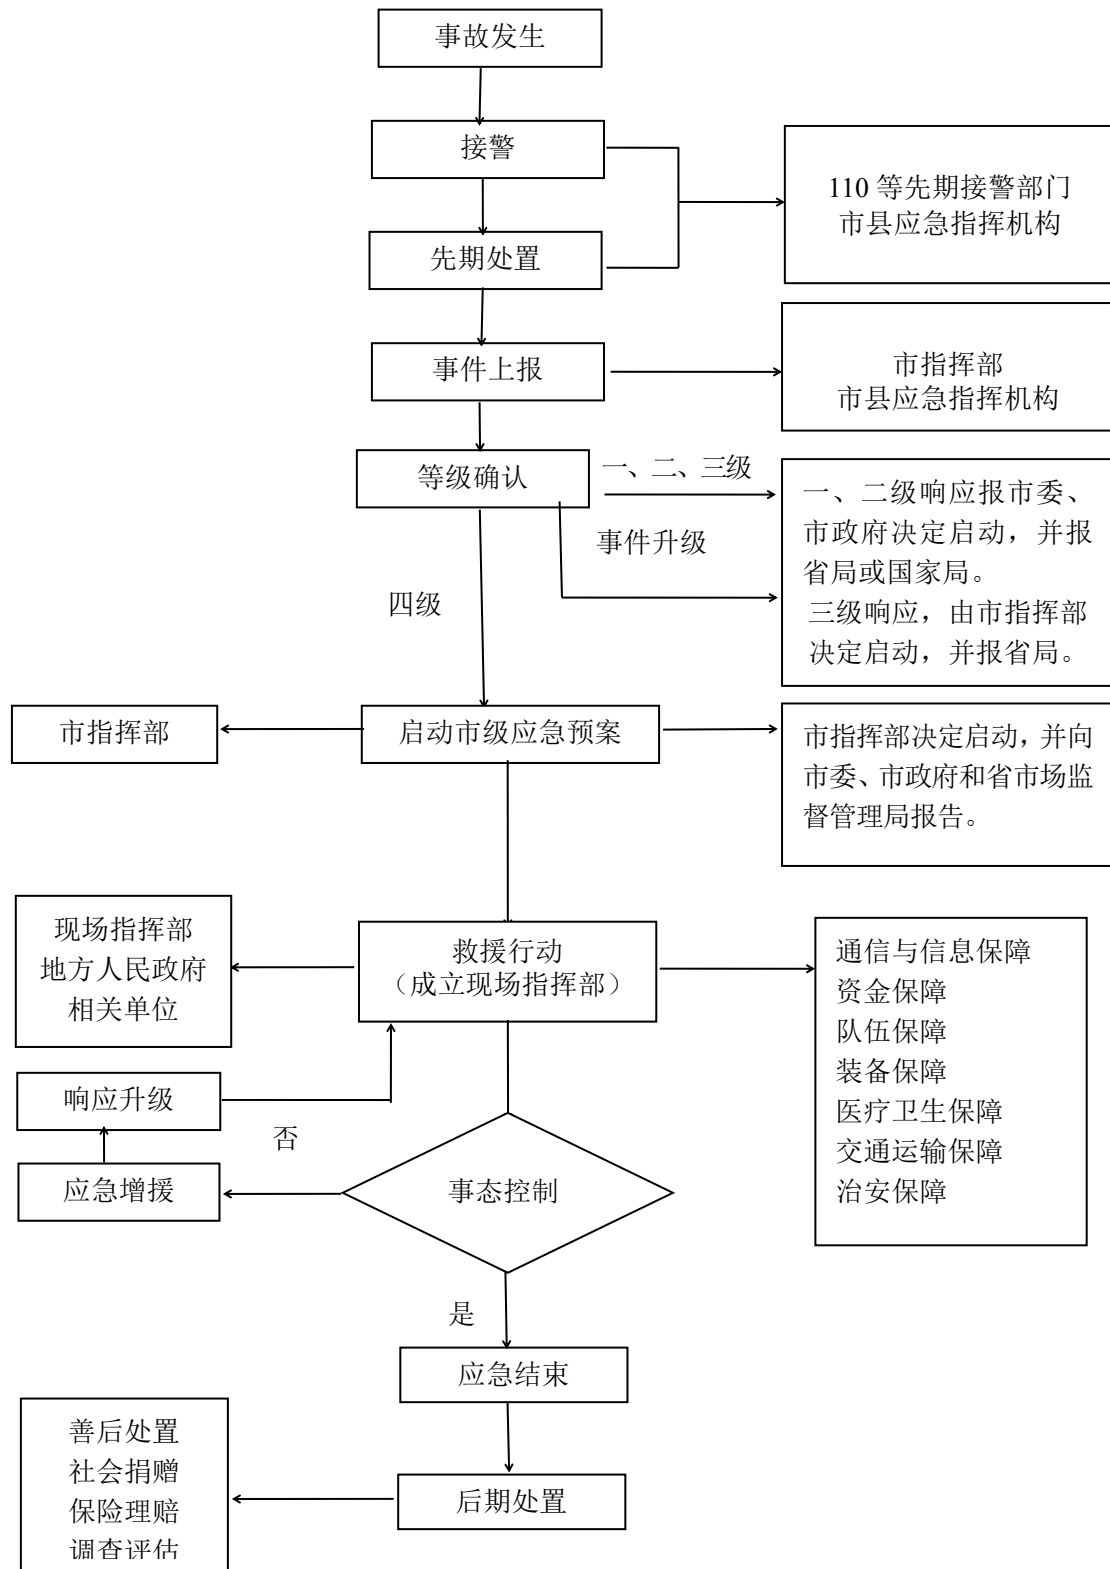 事故发生
接警
110 等先期接警部门
市县应急指挥机构
先期处置
事件上报
市指挥部
市县应急指挥机构
等级确认
一、二、三级
事件升级
一、二级响应报市委、
市政府决定启动，并报
省局或国家局。
三级响应，由市指挥部
决定启动，并报省局。
四级
市指挥部
启动市级应急预案
市指挥部决定启动，并向
市委、市政府和省市场监
督管理局报告。
现场指挥部
地方人民政府
相关单位
救援行动
（成立现场指挥部）
通信与信息保障
资金保障
队伍保障
装备保障
医疗卫生保障
交通运输保障
治安保障
响应升级
否
应急增援
事态控制
是
应急结束
善后处置
社会捐赠
保险理赔
调查评估
后期处置